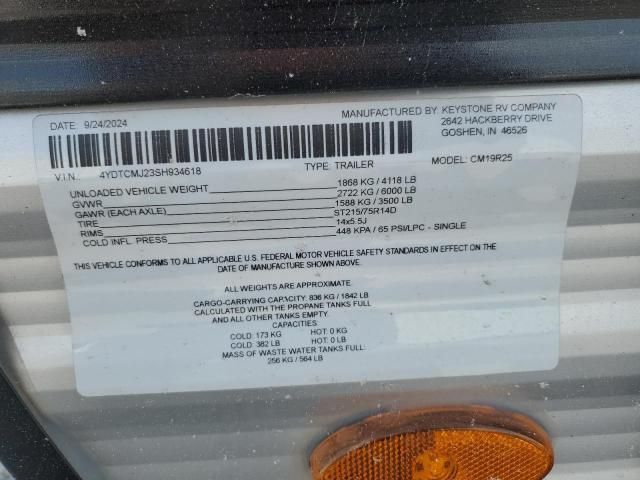 DATE: 9/24/2024
MANUFACTURED BY: KEYSTONE RV COMPANY
2642 HACKBERRY DRIVE
GOSHEN, IN 46526
V.I.N.: 4YDTCMJ23SH934618
TYPE: TRAILER
MODEL: CM19R25
UNLOADED VEHICLE WEIGHT 1868 KG / 4118 LB
GVWR 2722 KG / 6000 LB
GAWR (EACH AXLE) 1588 KG / 3500 LB
TIRE ST215/75R14D
RIMS 14x5.5J
COLD INFL. PRESS 448 KPA / 65 PSI/LPC - SINGLE
THIS VEHICLE CONFORMS TO ALL APPLICABLE U.S. FEDERAL MOTOR VEHICLE SAFETY STANDARDS IN EFFECT ON THE
DATE OF MANUFACTURE SHOWN ABOVE.
ALL WEIGHTS ARE APPROXIMATE.
CARGO-CARRYING CAPACITY: 836 KG / 1842 LB
CALCULATED WITH THE PROPANE TANKS FULL
AND ALL OTHER TANKS EMPTY.
CAPACITIES:
COLD: 173 KG HOT: 0 KG
COLD: 382 LB HOT: 0 LB
MASS OF WASTE WATER TANKS FULL:
256 KG / 564 LB